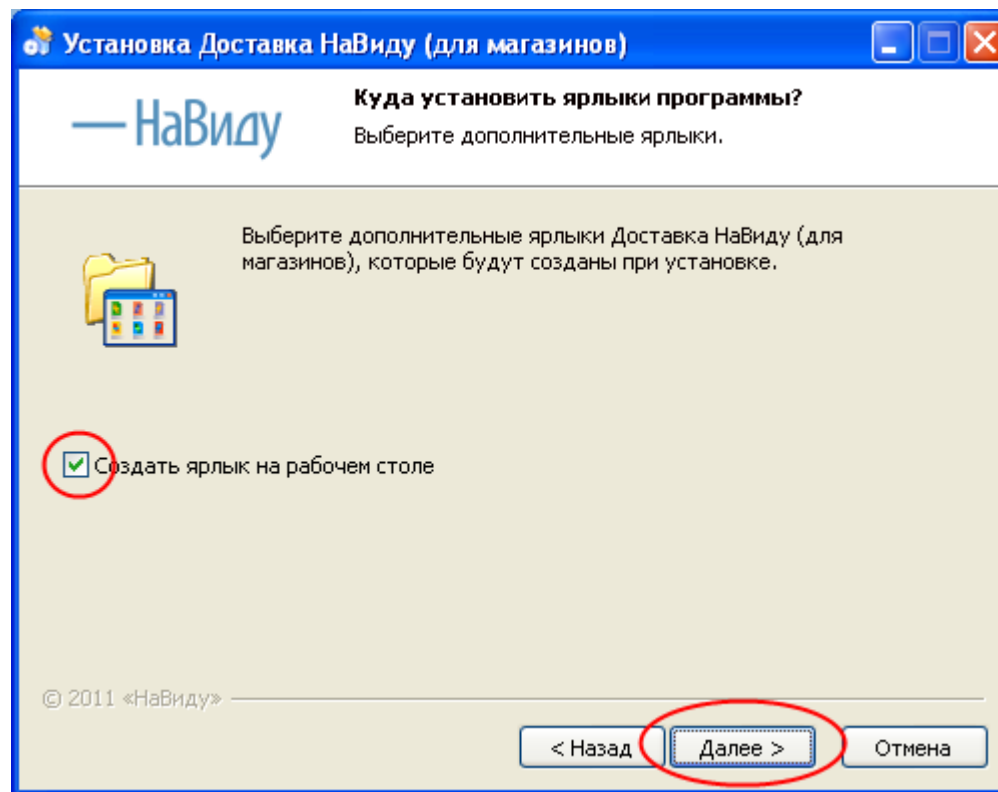 Установка Доставка НаВиду (для магазинов)
— НаВиду
Куда установить ярлыки программы?
Выберите дополнительные ярлыки.
Выберите дополнительные ярлыки Доставка НаВиду (для
магазинов), которые будут созданы при установке.
Создать ярлык на рабочем столе
© 2011 «НаВиду»
< Назад
Далее >
Отмена